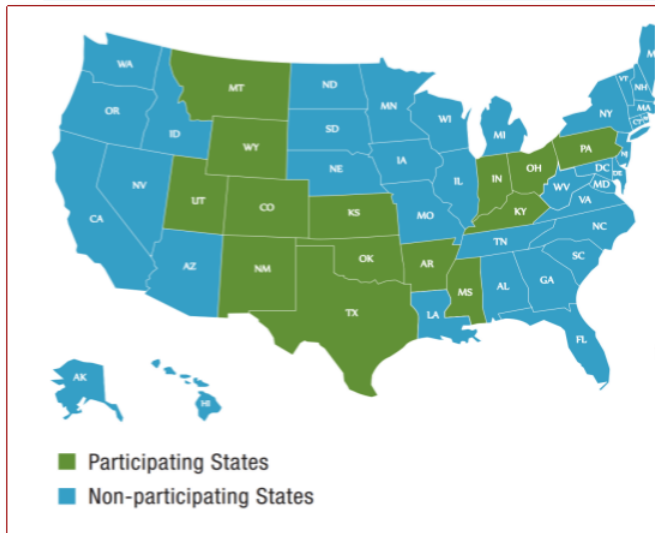 WA
MT
ND
MN
OR
ID
SD
WI
MI
WY
NE
IA
NV
UT
CO
KS
MO
IL
IN
OH
PA
NY
VT
NH
MA
NJ
DC
DE
MD
WV
VA
KY
CA
AZ
NM
OK
AR
TN
NC
SC
TX
LA
MS
AL
GA
FL
AK
HI
Participating States
Non-participating States